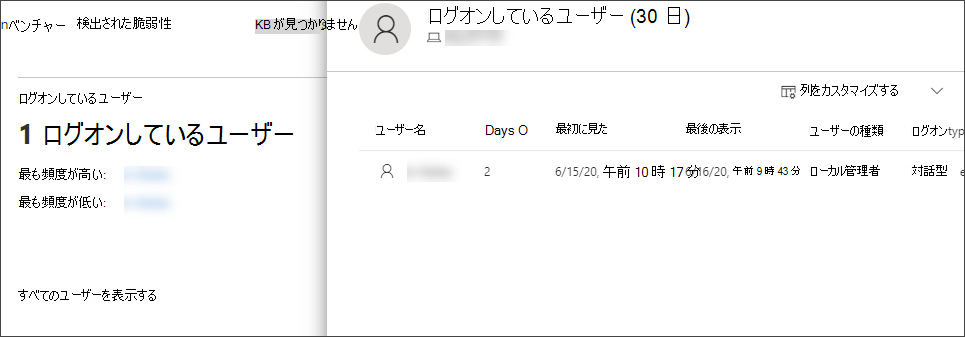 nベンチャー 検出された脆弱性 KB が見つかりません
ログオンしているユーザー
1 ログオンしているユーザー
最も頻度が高い:
最も頻度が低い:
すべてのユーザーを表示する
ログオンしているユーザー (30 日)
列をカスタマイズする
ユーザー名 Days O 最初に見た 最後の表示 ユーザーの種類 ログオンtyp
2 6/15/20, 午前 10 時 17 分 6/16/20, 午前 9 時 43 分 ローカル管理者 対話型 e